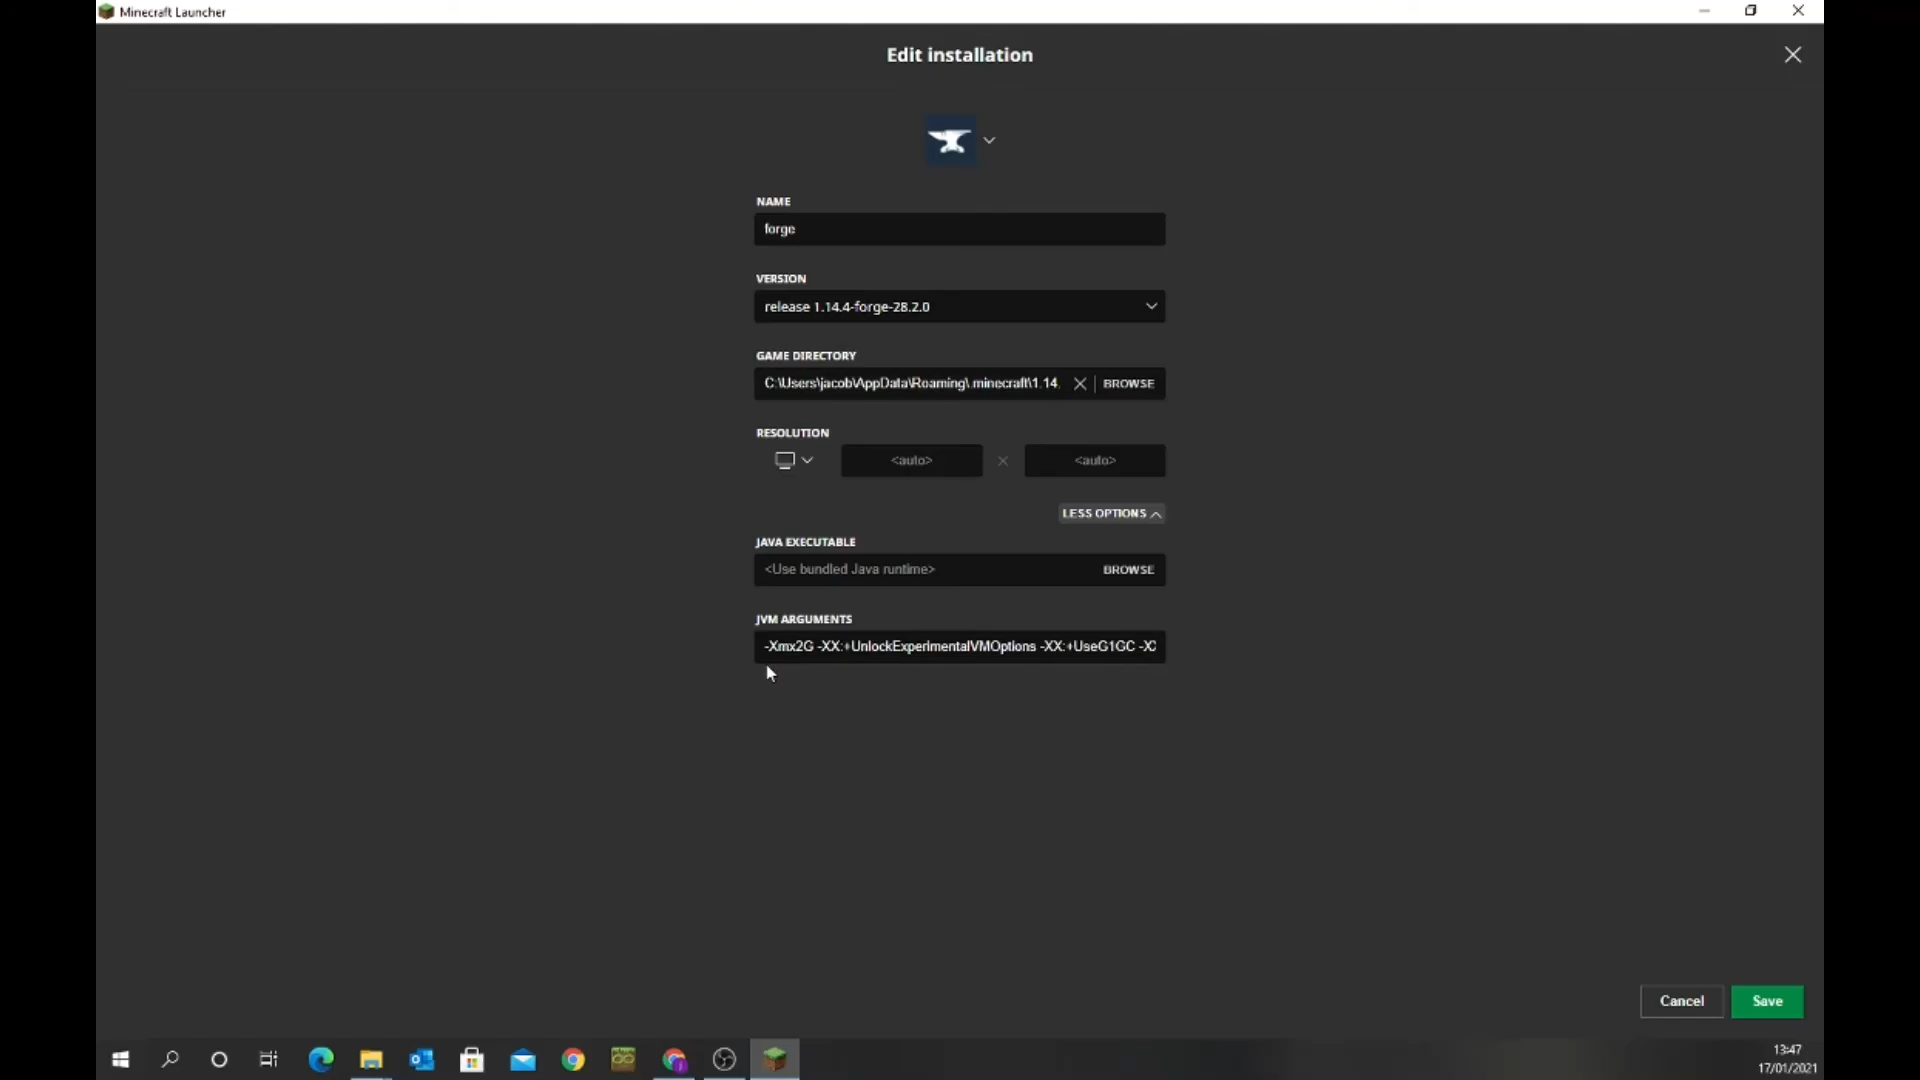 Minecraft Launcher
Edit installation
NAME
forge
VERSION
release 1.14.4-forge-28.2.0
GAME DIRECTORY
C:\Users\jacob\AppData\Roaming\.minecraft\1.14.
BROWSE
RESOLUTION
<auto>
<auto>
LESS OPTIONS
JAVA EXECUTABLE
<Use bundled Java runtime>
BROWSE
JVM ARGUMENTS
-Xmx2G -XX:+UnlockExperimentalVMOptions -XX:+UseG1GC -X
Cancel
Save
13:47
17/01/2021